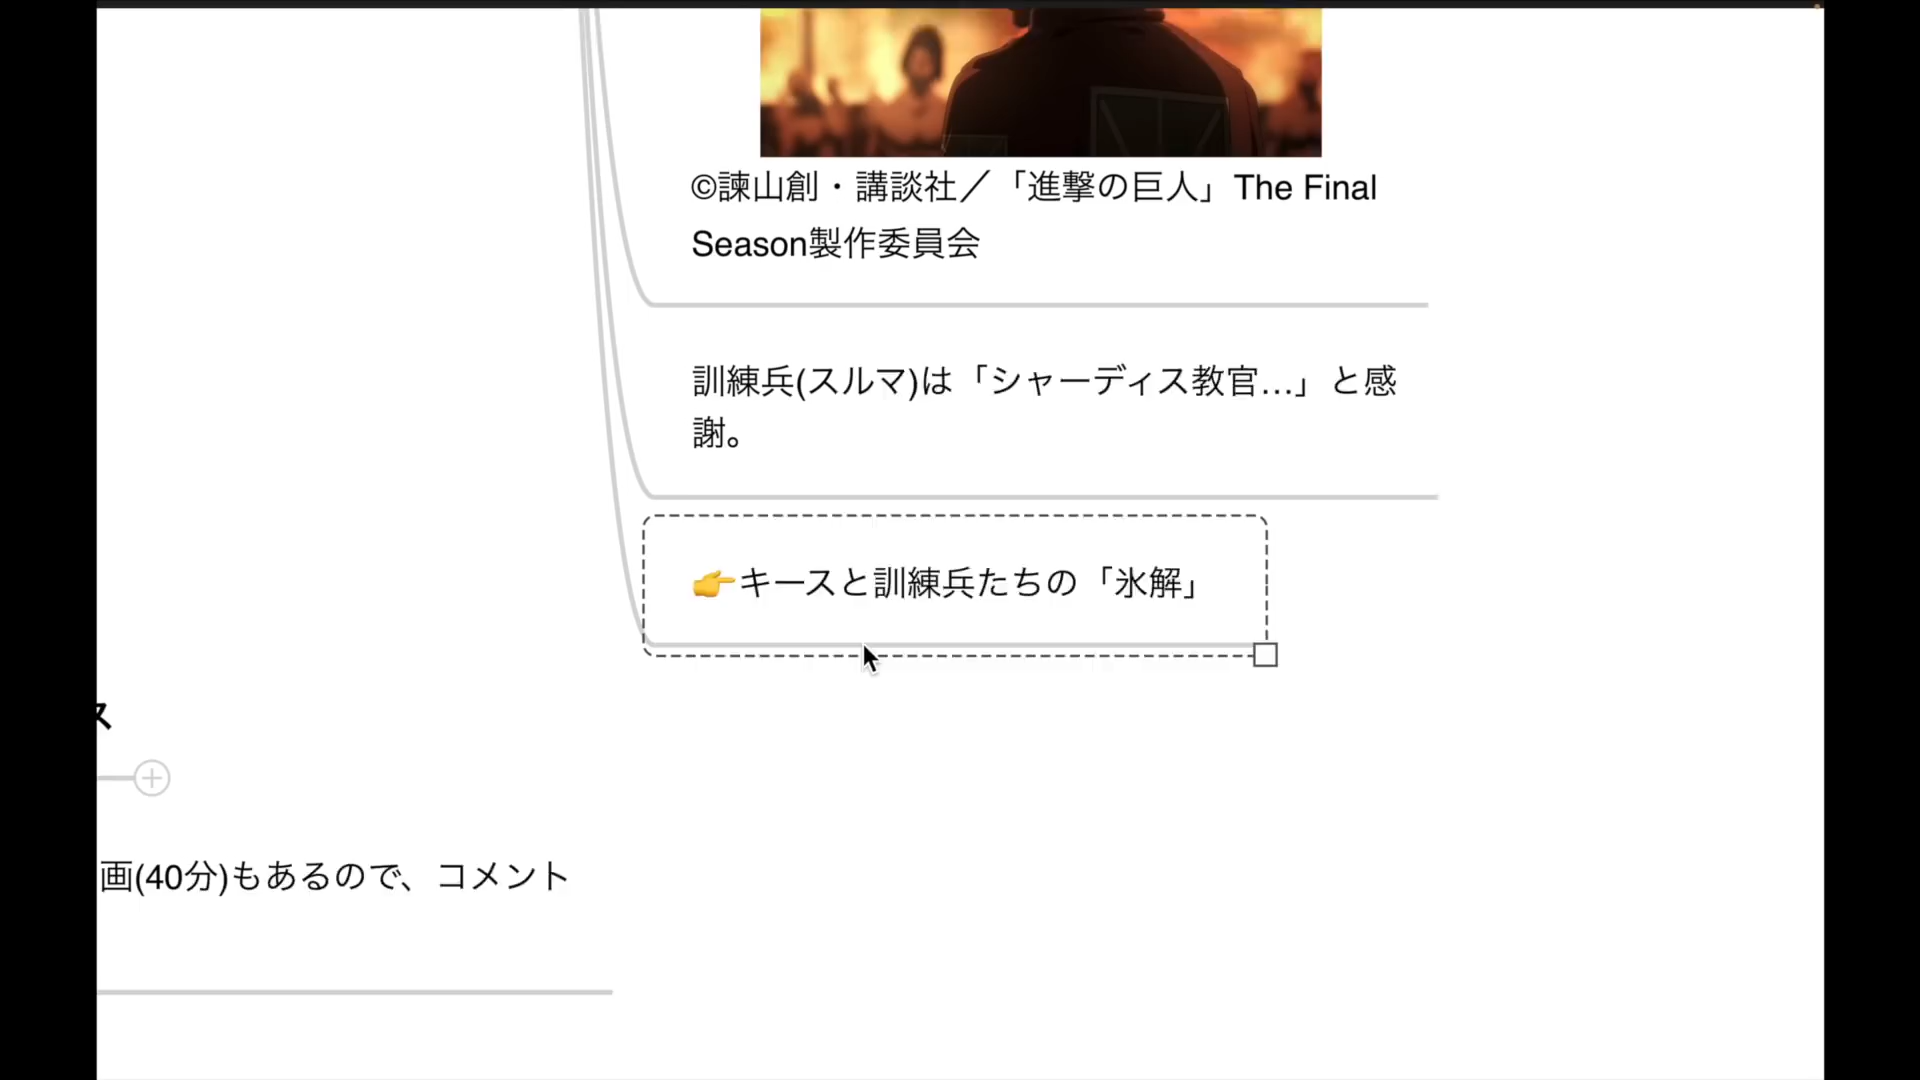 ©諫山創・講談社／「進撃の巨人」The Final
Season製作委員会
訓練兵(スルマ)は「シャーディス教官…」と感
謝。
👉キースと訓練兵たちの「氷解」
ス
画(40分)もあるので、コメント